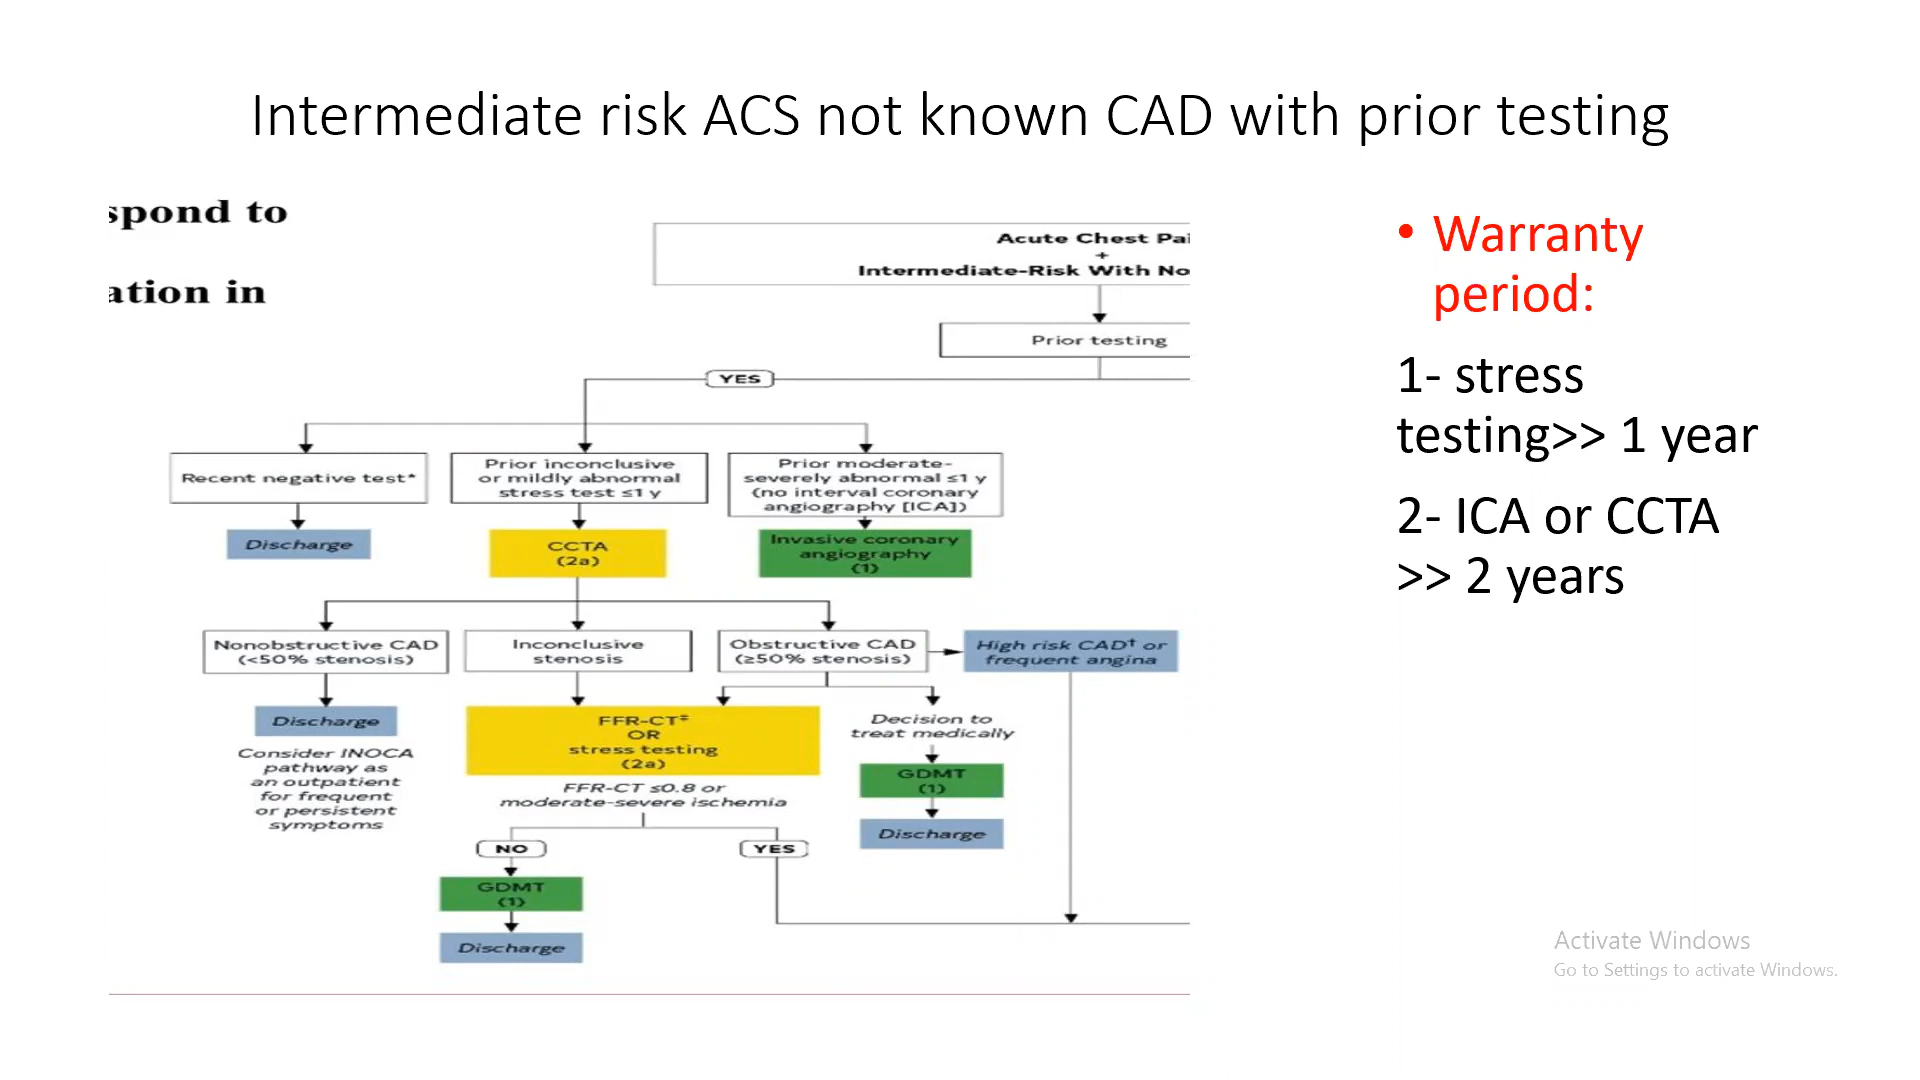 Intermediate risk ACS not known CAD with prior testing
spond to
ation in
Acute Chest Pai
+
Intermediate-Risk With No
Prior testing
YES
Recent negative test*
Prior inconclusive
or mildly abnormal
stress test ≤1 y
Prior moderate-
severely abnormal ≤1 y
(no interval coronary
angiography [ICA])
Discharge
CCTA
(2a)
Invasive coronary
angiography
(1)
Nonobstructive CAD
(<50% stenosis)
Inconclusive
stenosis
Obstructive CAD
(≥50% stenosis)
High risk CAD† or
frequent angina
Discharge
Consider INOCA
pathway as
an outpatient
for frequent
or persistent
symptoms
FFR-CT‡
OR
stress testing
(2a)
FFR-CT ≤0.8 or
moderate-severe ischemia
Decision to
treat medically
GDMT
(1)
Discharge
NO
YES
GDMT
(1)
Discharge
• Warranty
period:
1- stress
testing>> 1 year
2- ICA or CCTA
>> 2 years
Activate Windows
Go to Settings to activate Windows.